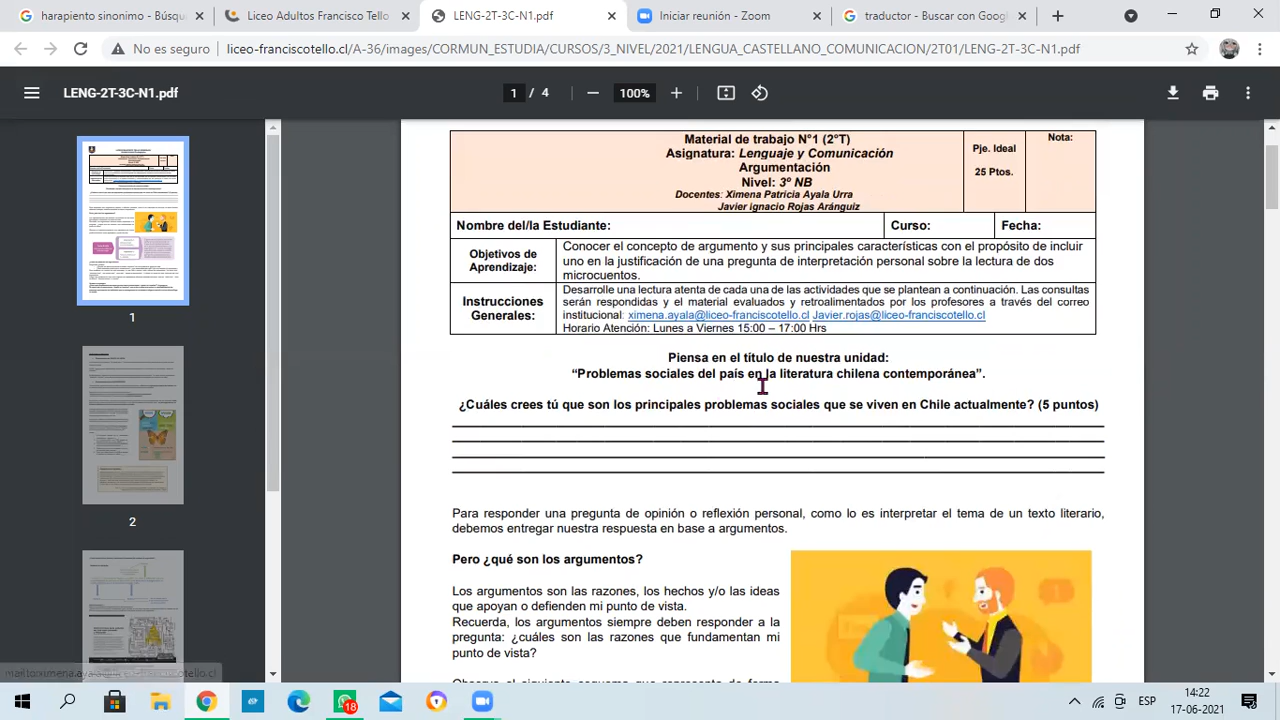 harapiento sinonimo - Búsqu
Liceo Adultos Francisco Tello
LENG-2T-3C-N1.pdf
Iniciar reunión - Zoom
traductor - Buscar con Googl
No es seguro
liceo-franciscotello.cl/A-36/images/CORMUN_ESTUDIA/CURSOS/3_NIVEL/2021/LENGUA_CASTELLANO_COMUNICACION/2T01/LENG-2T-3C-N1.pdf
LENG-2T-3C-N1.pdf
1 / 4
100%
Material de trabajo N°1 (2°T)
Asignatura: Lenguaje y Comunicación
Argumentación
Nivel: 3º NB
Docentes: Ximena Patricia Ayala Urra
Javier Ignacio Rojas Aránguiz
Pje. Ideal
25 Ptos.
Nota:
Nombre del/la Estudiante:
Curso:
Fecha:
Objetivos de Aprendizaje:
Conocer el concepto de argumento y sus principales características con el propósito de incluir
uno en la justificación de una pregunta de interpretación personal sobre la lectura de dos
microcuentos.
Instrucciones Generales:
Desarrolle una lectura atenta de cada una de las actividades que se plantean a continuación. Las consultas
serán respondidas y el material evaluados y retroalimentados por los profesores a través del correo
institucional: ximena.ayala@liceo-franciscotello.cl Javier.rojas@liceo-franciscotello.cl
Horario Atención: Lunes a Viernes 15:00 – 17:00 Hrs
Piensa en el título de nuestra unidad:
“Problemas sociales del país en la literatura chilena contemporánea”.
¿Cuáles crees tú que son los principales problemas sociales que se viven en Chile actualmente? (5 puntos)
Para responder una pregunta de opinión o reflexión personal, como lo es interpretar el tema de un texto literario,
debemos entregar nuestra respuesta en base a argumentos.
Pero ¿qué son los argumentos?
Los argumentos son las razones, los hechos y/o las ideas
que apoyan o defienden mi punto de vista.
Recuerda, los argumentos siempre deben responder a la
pregunta: ¿cuáles son las razones que fundamentan mi
punto de vista?
1
2
18
ESP
14:22
17-06-2021